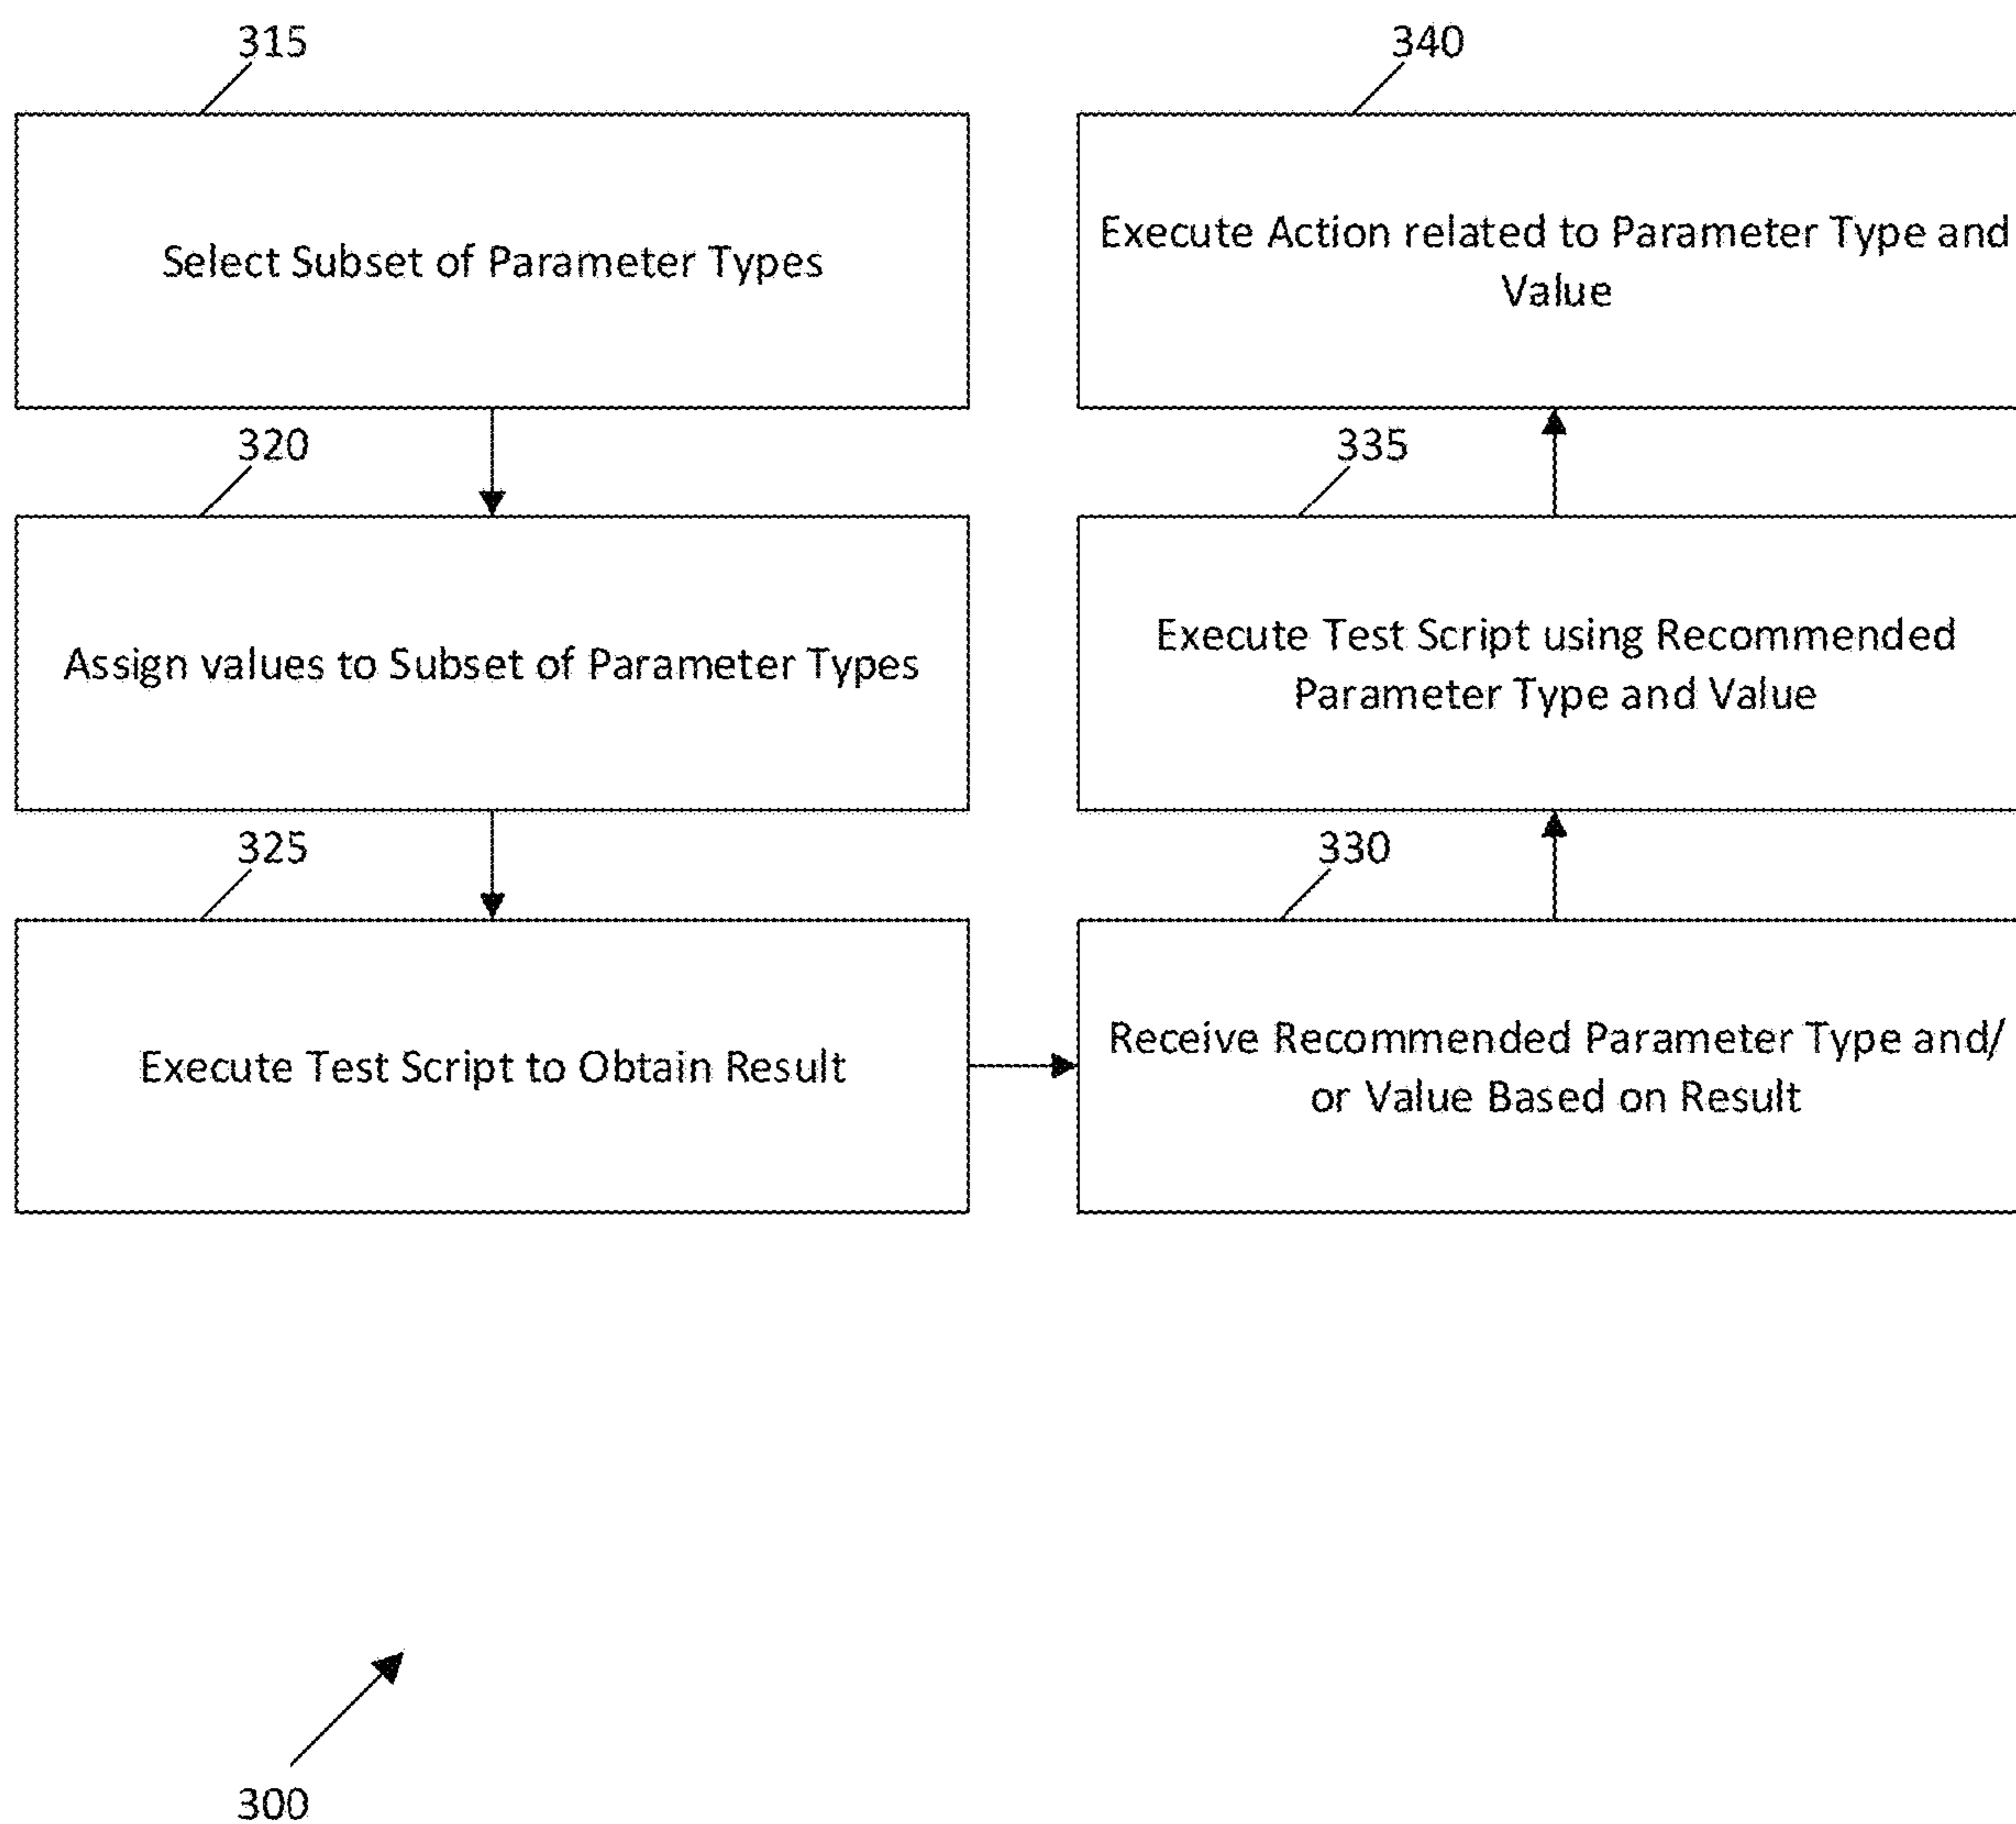 315
Select Subset of Parameter Types
320
Assign values to Subset of Parameter Types
325
Execute Test Script to Obtain Result
330
Receive Recommended Parameter Type and/
or Value Based on Result
335
Execute Test Script using Recommended
Parameter Type and Value
340
Execute Action related to Parameter Type and
Value
300